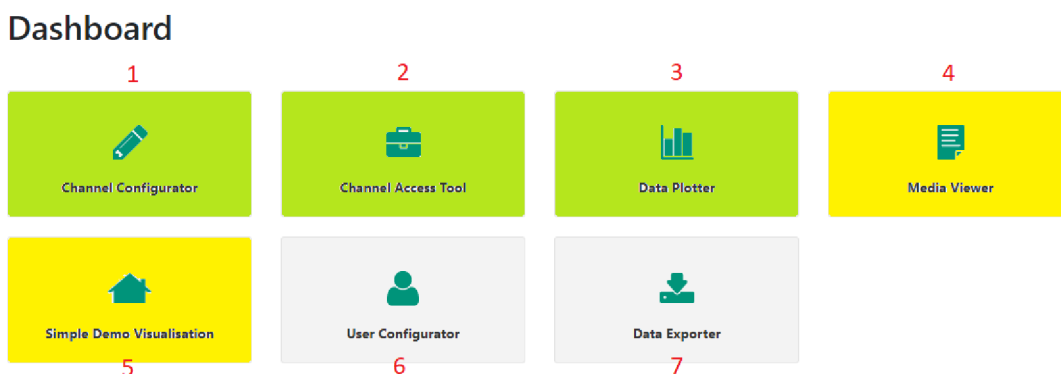 Dashboard
1 2 3 4
Channel Configurator Channel Access Tool Data Plotter Media Viewer
Simple Demo Visualisation User Configurator Data Exporter
5 6 7